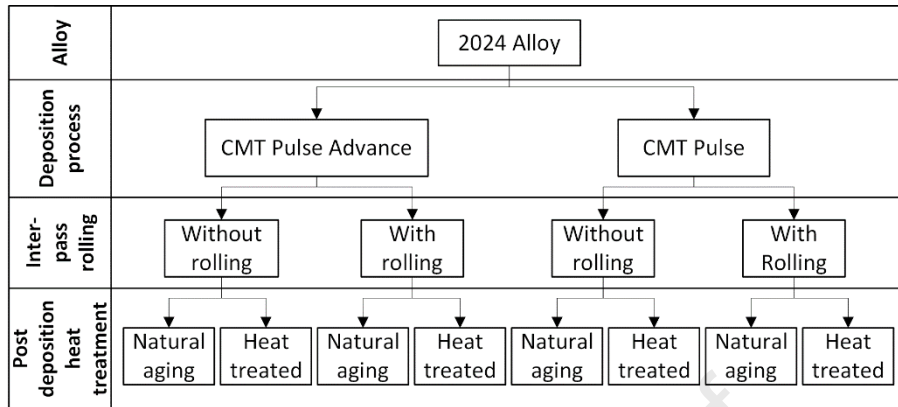 Alloy
2024 Alloy
Deposition
process
CMT Pulse Advance
CMT Pulse
Inter-
pass
rolling
Without
rolling
With
rolling
Without
rolling
With
Rolling
Post
deposition
heat
treatment
Natural
aging
Heat
treated
Natural
aging
Heat
treated
Natural
aging
Heat
treated
Natural
aging
Heat
treated
f